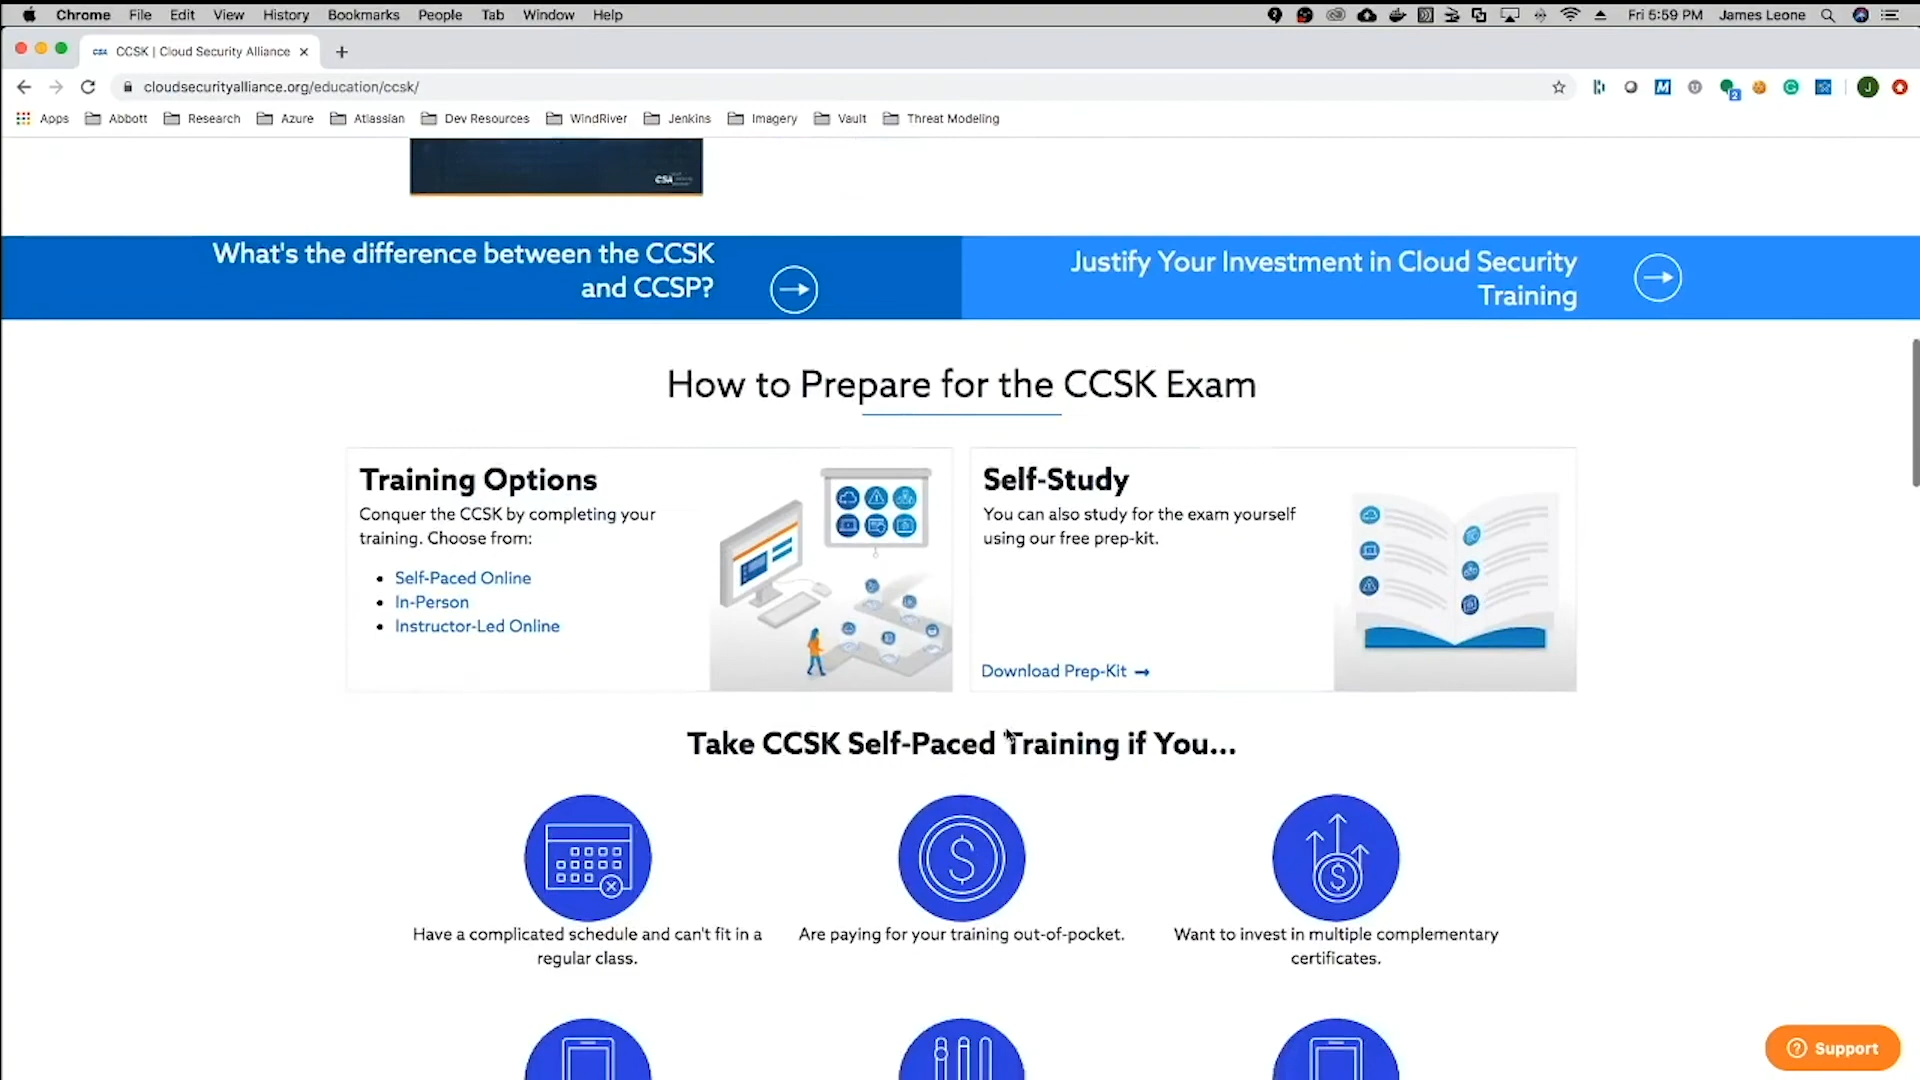 Chrome File Edit View History Bookmarks People Tab Window Help Fri 5:59 PM James Leone
CSA CCSK | Cloud Security Alliance
cloudsecurityalliance.org/education/ccsk/
Apps Abbott Research Azure Atlassian Dev Resources WindRiver Jenkins Imagery Vault Threat Modeling
CSA
What's the difference between the CCSK
and CCSP?
Justify Your Investment in Cloud Security
Training
How to Prepare for the CCSK Exam
Training Options
Conquer the CCSK by completing your
training. Choose from:
• Self-Paced Online
• In-Person
• Instructor-Led Online
Self-Study
You can also study for the exam yourself
using our free prep-kit.
Download Prep-Kit →
Take CCSK Self-Paced Training if You...
Have a complicated schedule and can't fit in a
regular class.
Are paying for your training out-of-pocket.
Want to invest in multiple complementary
certificates.
Support